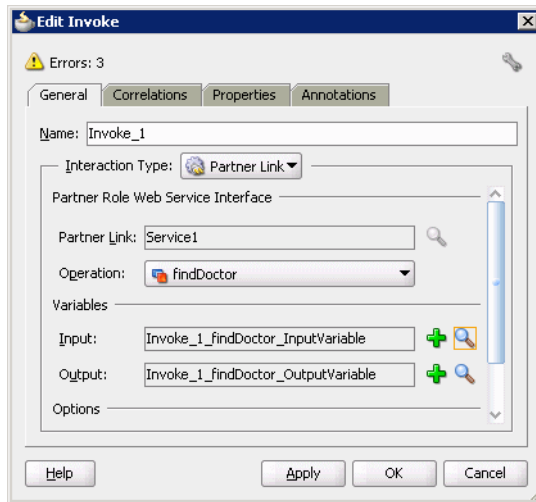 Edit Invoke
Errors: 3
General Correlations Properties Annotations
Name: Invoke_1
Interaction Type: Partner Link
Partner Role Web Service Interface
Partner Link: Service1
Operation: findDoctor
Variables
Input: Invoke_1_findDoctor_InputVariable
Output: Invoke_1_findDoctor_OutputVariable
Options
Help Apply OK Cancel